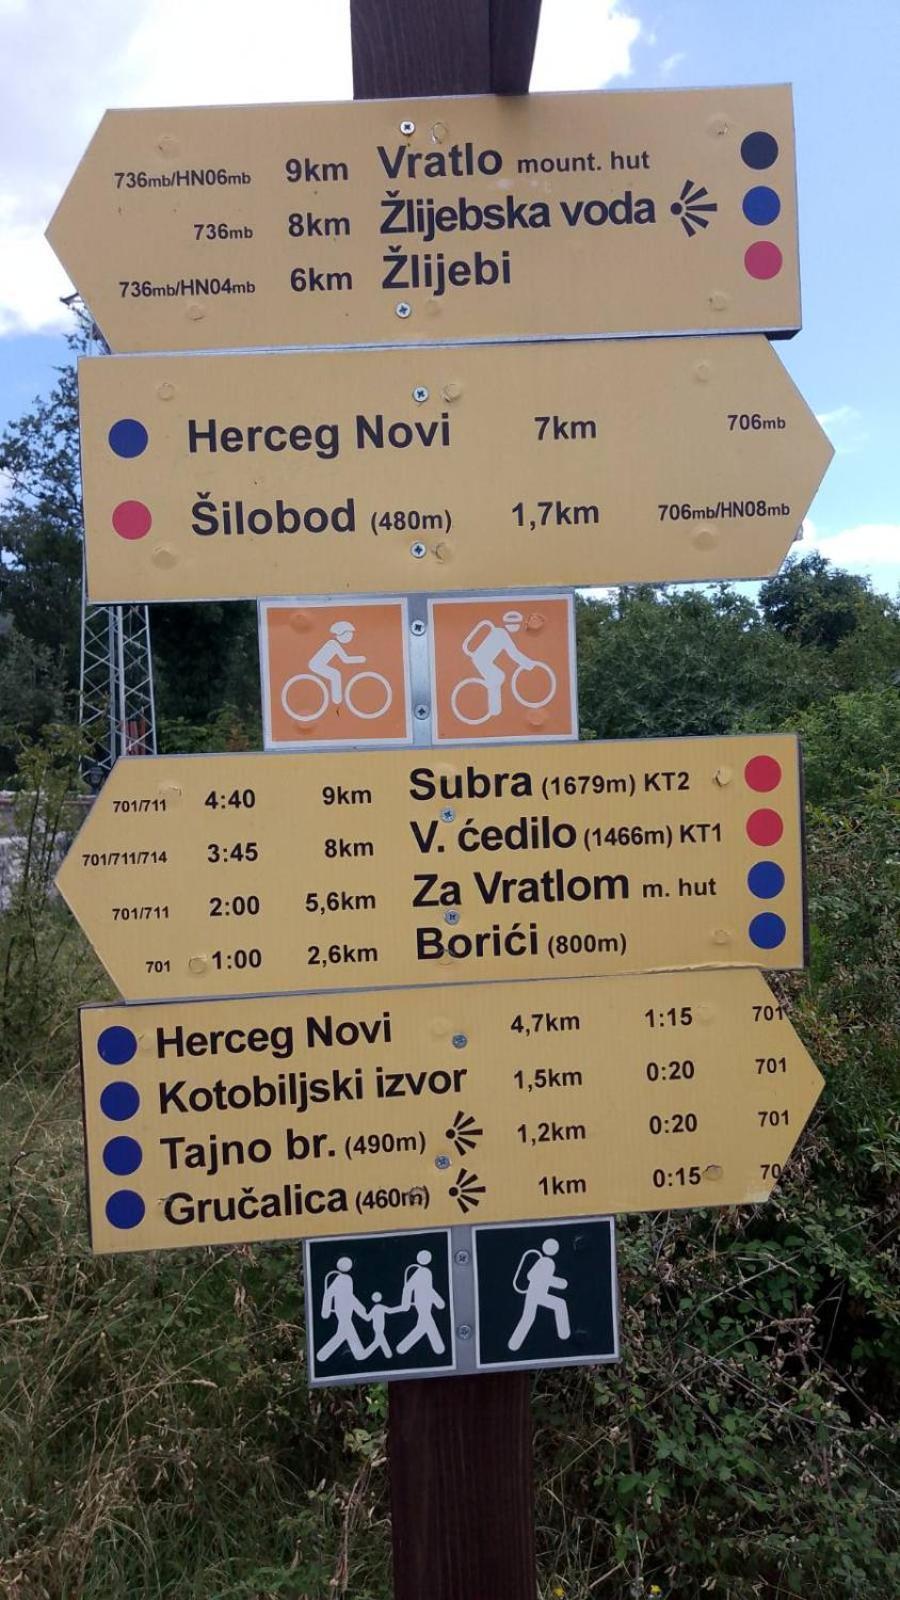 736mb/HN06mb 9km Vratlo mount. hut
736mb 8km Žlijebska voda
736mb/HN04mb 6km Žlijebi
Herceg Novi 7km 706mb
Šilobod (480m) 1,7km 706mb/HN08mb
701/711 4:40 9km Subra (1679m) KT2
701/711/714 3:45 8km V. ćedilo (1466m) KT1
701/711 2:00 5,6km Za Vratlom m. hut
701 1:00 2,6km Borići (800m)
Herceg Novi 4,7km 1:15 701
Kotobiljski izvor 1,5km 0:20 701
Tajno br. (490m) 1,2km 0:20 701
Gručalica (460m) 1km 0:15 70